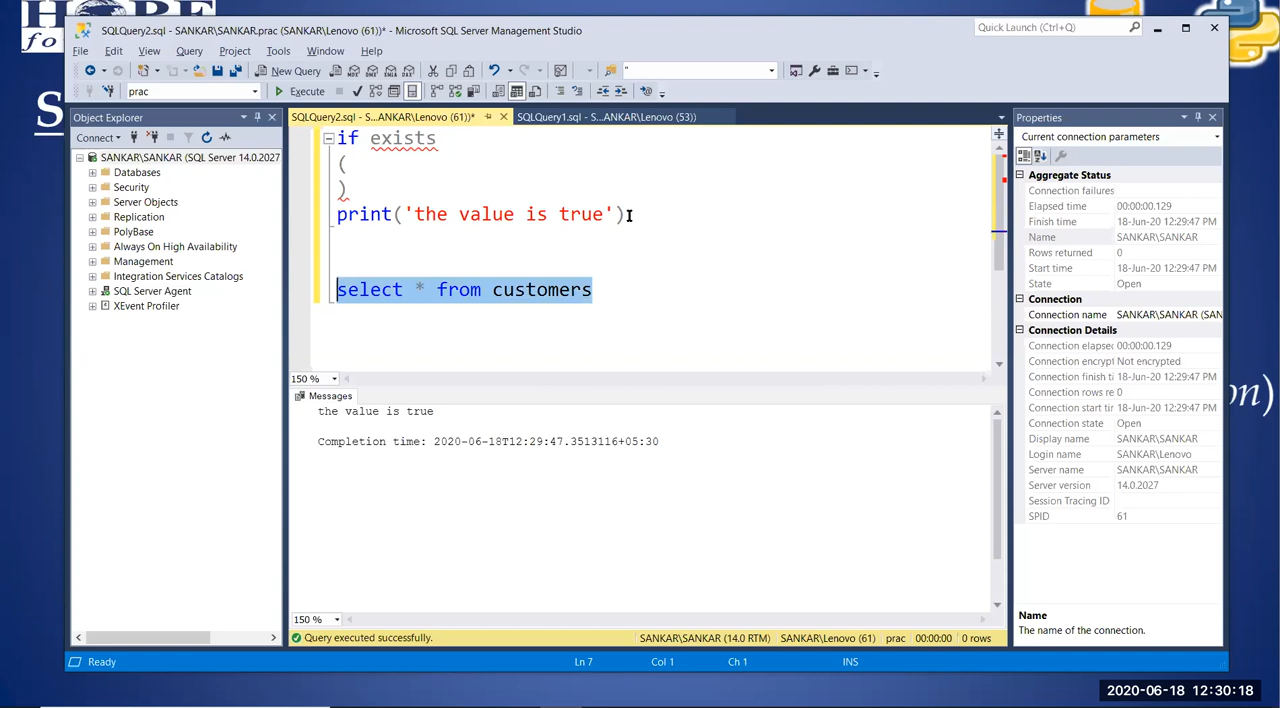 HOPE
fo
S
on)
SQLQuery2.sql - SANKAR\SANKAR.prac (SANKAR\Lenovo (61))* - Microsoft SQL Server Management Studio
Quick Launch (Ctrl+Q)
File Edit View Query Project Tools Window Help
New Query
"
prac
Execute
Object Explorer
Connect
SANKAR\SANKAR (SQL Server 14.0.2027
Databases
Security
Server Objects
Replication
PolyBase
Always On High Availability
Management
Integration Services Catalogs
SQL Server Agent
XEvent Profiler
SQLQuery2.sql - S...ANKAR\Lenovo (61))*
SQLQuery1.sql - S...ANKAR\Lenovo (53))
if exists
(
)
print('the value is true')
select * from customers
150 %
Messages
the value is true
Completion time: 2020-06-18T12:29:47.3513116+05:30
150 %
Query executed successfully.
SANKAR\SANKAR (14.0 RTM) SANKAR\Lenovo (61) prac 00:00:00 0 rows
Properties
Current connection parameters
Aggregate Status
Connection failures
Elapsed time 00:00:00.129
Finish time 18-Jun-20 12:29:47 PM
Name SANKAR\SANKAR
Rows returned 0
Start time 18-Jun-20 12:29:47 PM
State Open
Connection
Connection name SANKAR\SANKAR (SAN
Connection Details
Connection elapsed 00:00:00.129
Connection encrypt Not encrypted
Connection finish ti 18-Jun-20 12:29:47 PM
Connection rows re 0
Connection start tir 18-Jun-20 12:29:47 PM
Connection state Open
Display name SANKAR\SANKAR
Login name SANKAR\Lenovo
Server name SANKAR\SANKAR
Server version 14.0.2027
Session Tracing ID
SPID 61
Name
The name of the connection.
Ready
Ln 7 Col 1 Ch 1 INS
2020-06-18 12:30:18